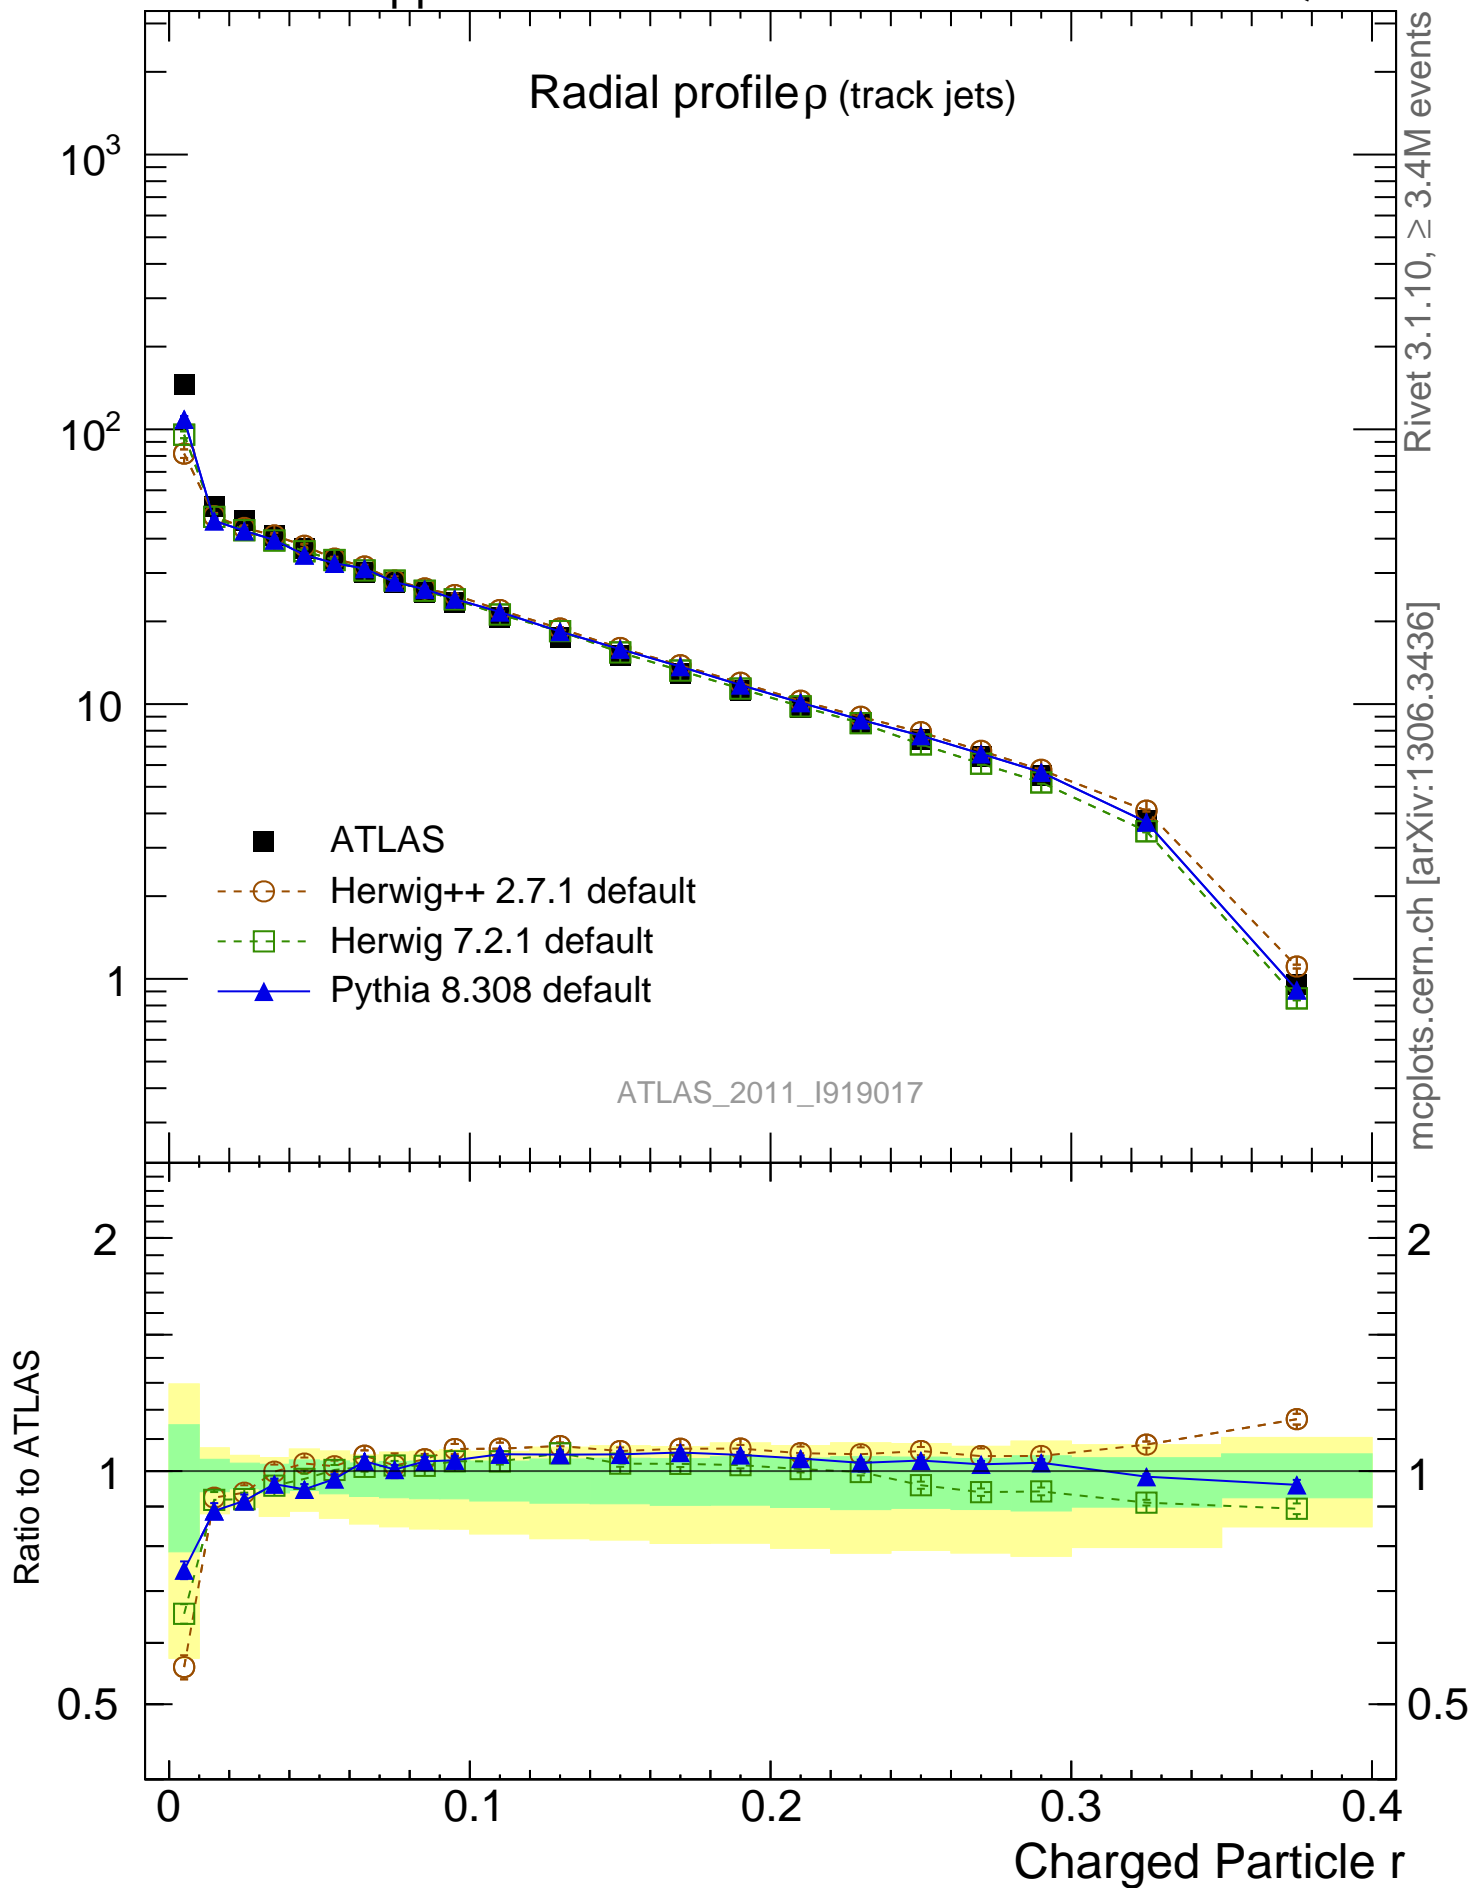 pp
Radial profile ρ (track jets)
10³
10²
10
1
ATLAS
Herwig++ 2.7.1 default
Herwig 7.2.1 default
Pythia 8.308 default
ATLAS_2011_I919017
Rivet 3.1.10, ≥ 3.4M events
mcplots.cern.ch [arXiv:1306.3436]
Ratio to ATLAS
2
1
0.5
2
1
0.5
0 0.1 0.2 0.3 0.4
Charged Particle r